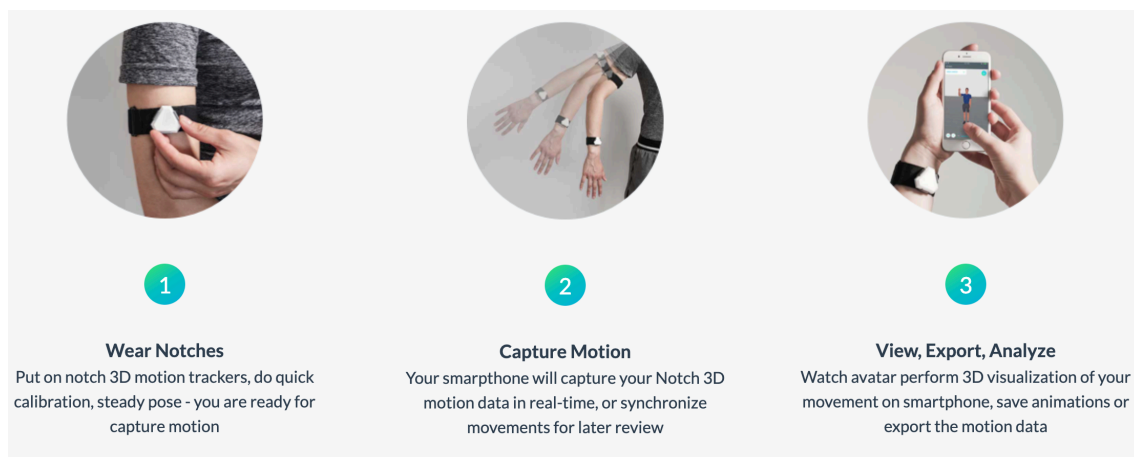 1
Wear Notches
Put on notch 3D motion trackers, do quick
calibration, steady pose - you are ready for
capture motion
2
Capture Motion
Your smarpthone will capture your Notch 3D
motion data in real-time, or synchronize
movements for later review
3
View, Export, Analyze
Watch avatar perform 3D visualization of your
movement on smartphone, save animations or
export the motion data